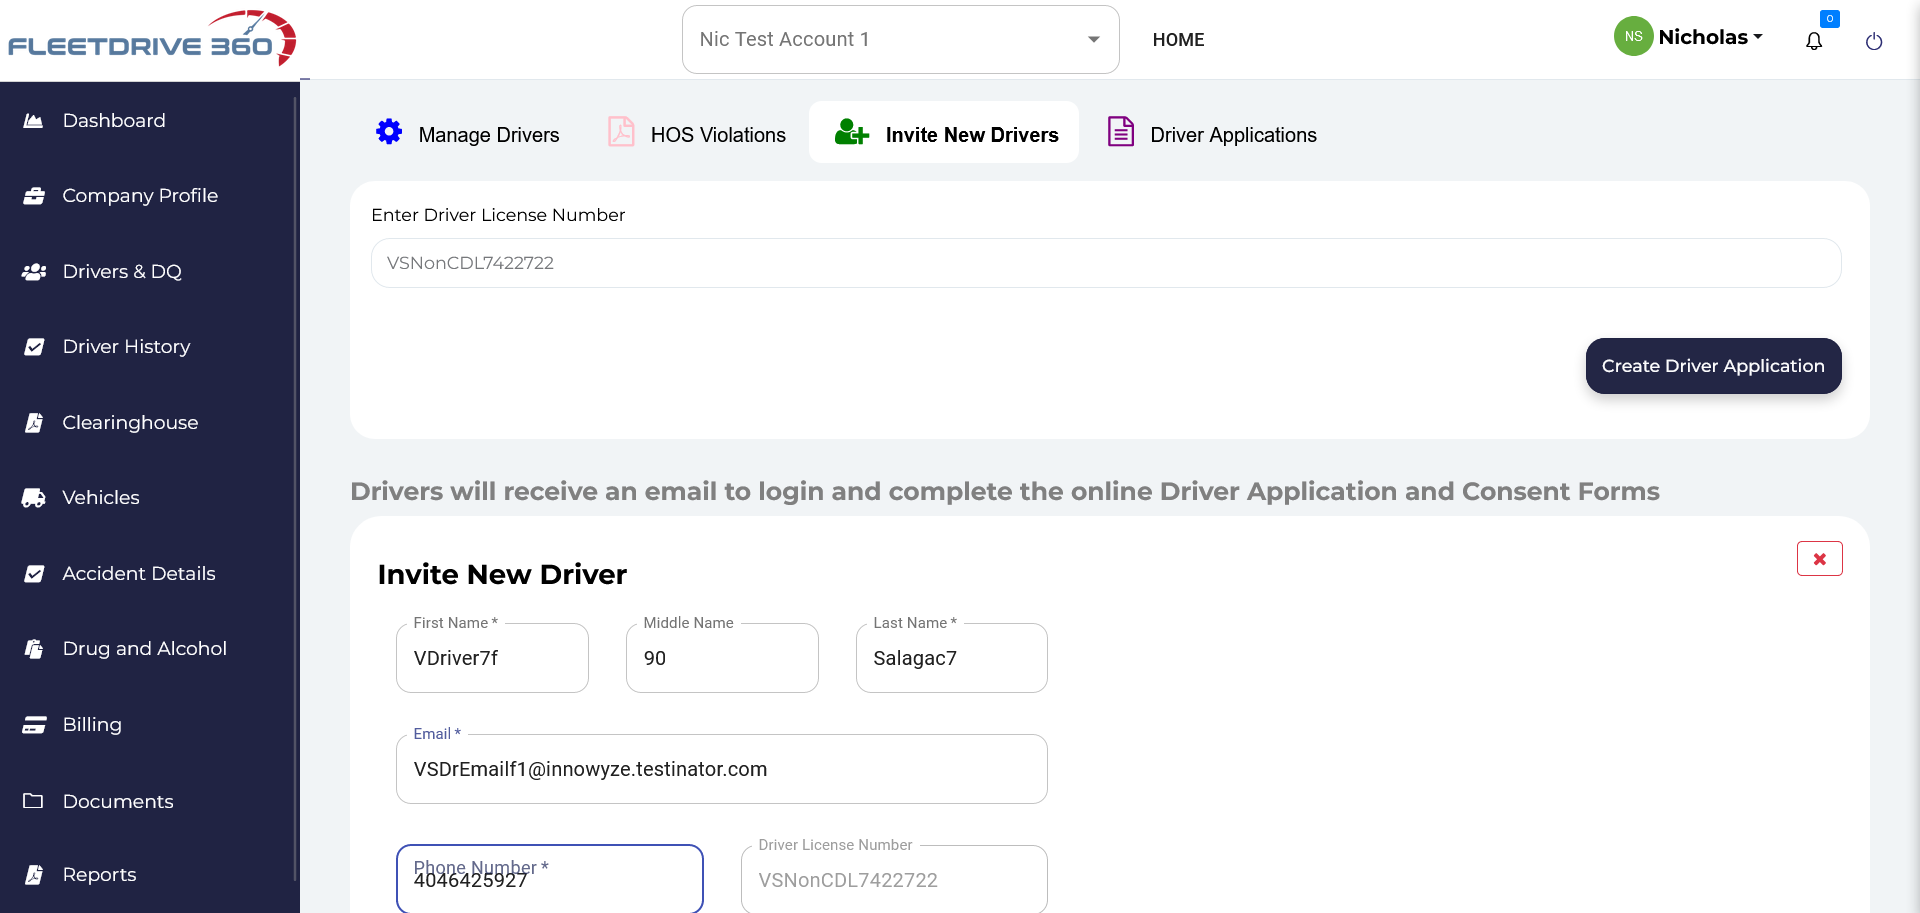 FLEETDRIVE 360
Nic Test Account 1
HOME
NS
Nicholas
0
Dashboard
Company Profile
Drivers & DQ
Driver History
Clearinghouse
Vehicles
Accident Details
Drug and Alcohol
Billing
Documents
Reports
Manage Drivers
HOS Violations
Invite New Drivers
Driver Applications
Enter Driver License Number
VSNonCDL7422722
Create Driver Application
Drivers will receive an email to login and complete the online Driver Application and Consent Forms
Invite New Driver
First Name *
VDriver7f
Middle Name
90
Last Name *
Salagac7
Email *
VSDrEmailf1@innowyze.testinator.com
Phone Number *
4046425927
Driver License Number
VSNonCDL7422722